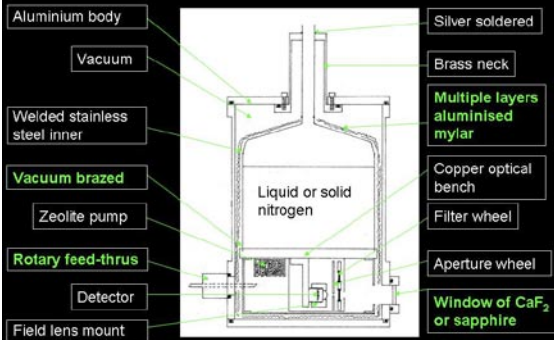 Aluminium body
Vacuum
Welded stainless
steel inner
Vacuum brazed
Zeolite pump
Rotary feed-thrus
Detector
Field lens mount
Liquid or solid
nitrogen
Silver soldered
Brass neck
Multiple layers
aluminised
mylar
Copper optical
bench
Filter wheel
Aperture wheel
Window of CaF₂
or sapphire